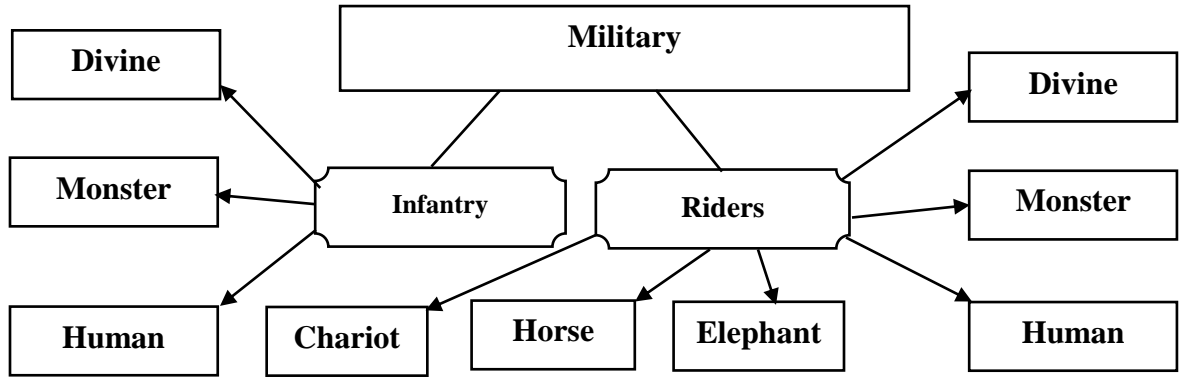 Military
Divine
Divine
Monster
Infantry
Riders
Monster
Human
Chariot
Horse
Elephant
Human